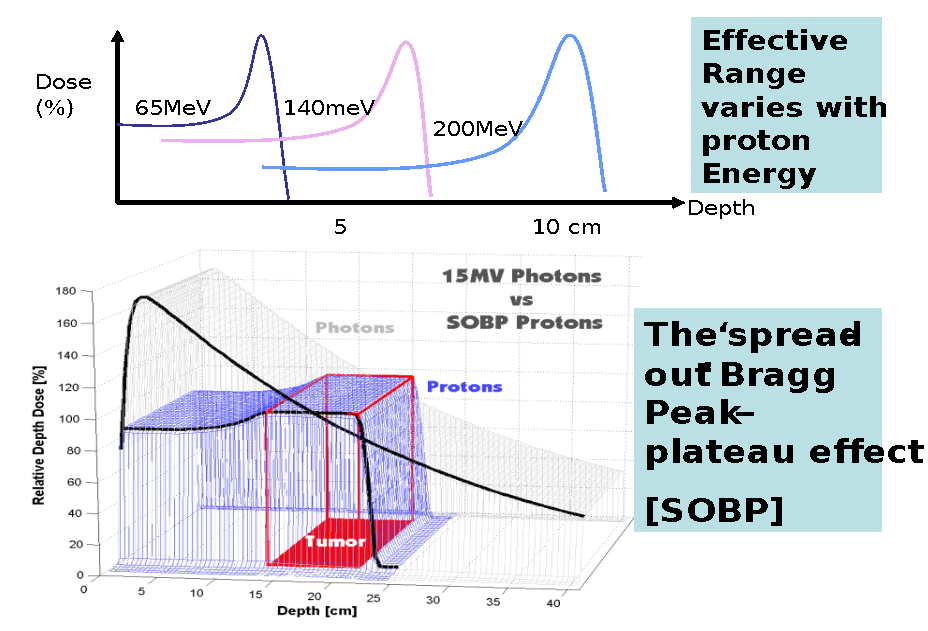 Dose
(%)
65MeV
140meV
200MeV
Depth
5
10 cm
Effective
Range
varies with
proton
Energy
15MV Photons
vs
SOBP Protons
Photons
Protons
Tumor
Relative Depth Dose [%]
180
160
140
120
100
80
60
40
20
0
0
5
10
15
20
25
30
35
40
Depth [cm]
The‘spread-
out‘ Bragg
Peak–
plateau effect
[SOBP]